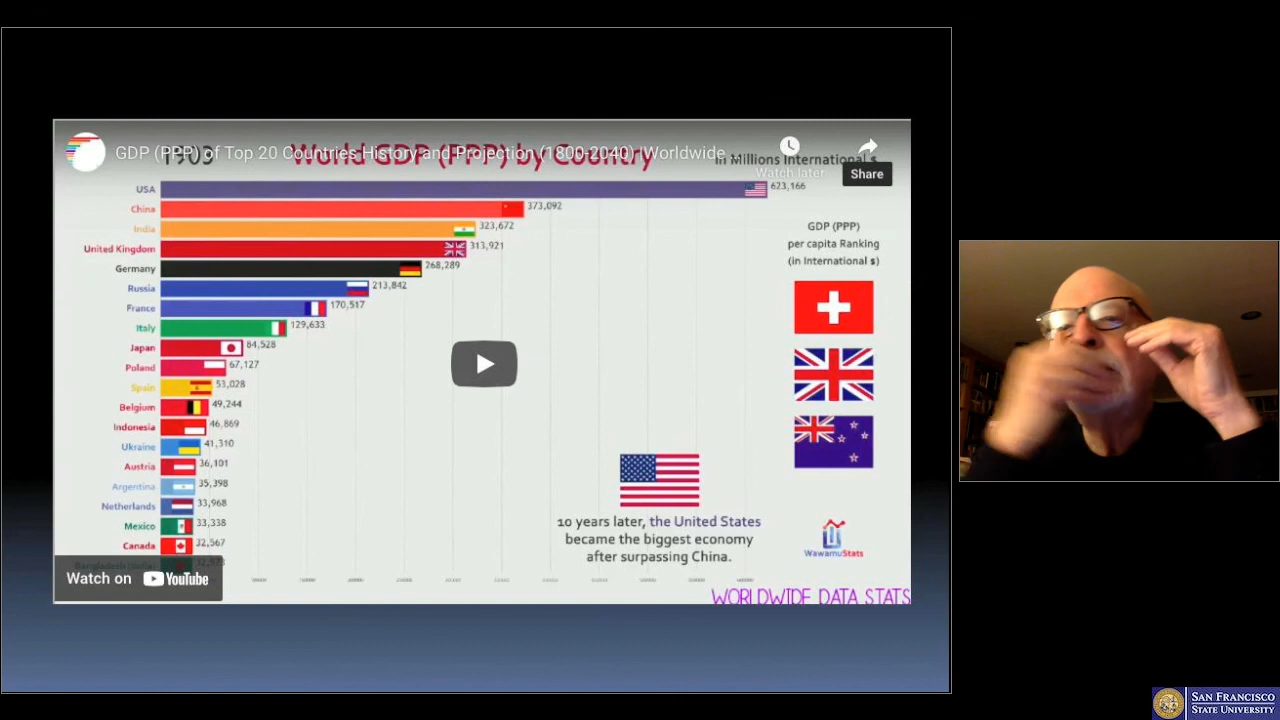 GDP (PPP) of Top 20 Countries History and Projection (1800-2040) |Worldwide ...
World GDP (PPP) by Country
in Millions International $
Watch later
Share
USA 623,166
China 373,092
India 323,672
United Kingdom 313,921
Germany 268,289
Russia 213,842
France 170,517
Italy 129,633
Japan 84,528
Poland 67,127
Spain 53,028
Belgium 49,244
Indonesia 46,869
Ukraine 41,310
Austria 36,101
Argentina 35,398
Netherlands 33,968
Mexico 33,338
Canada 32,567
GDP (PPP)
per capita Ranking
(in International $)
10 years later, the United States
became the biggest economy
after surpassing China.
WawamuStats
Watch on YouTube
WORLDWIDE DATA STATS
SAN FRANCISCO
STATE UNIVERSITY